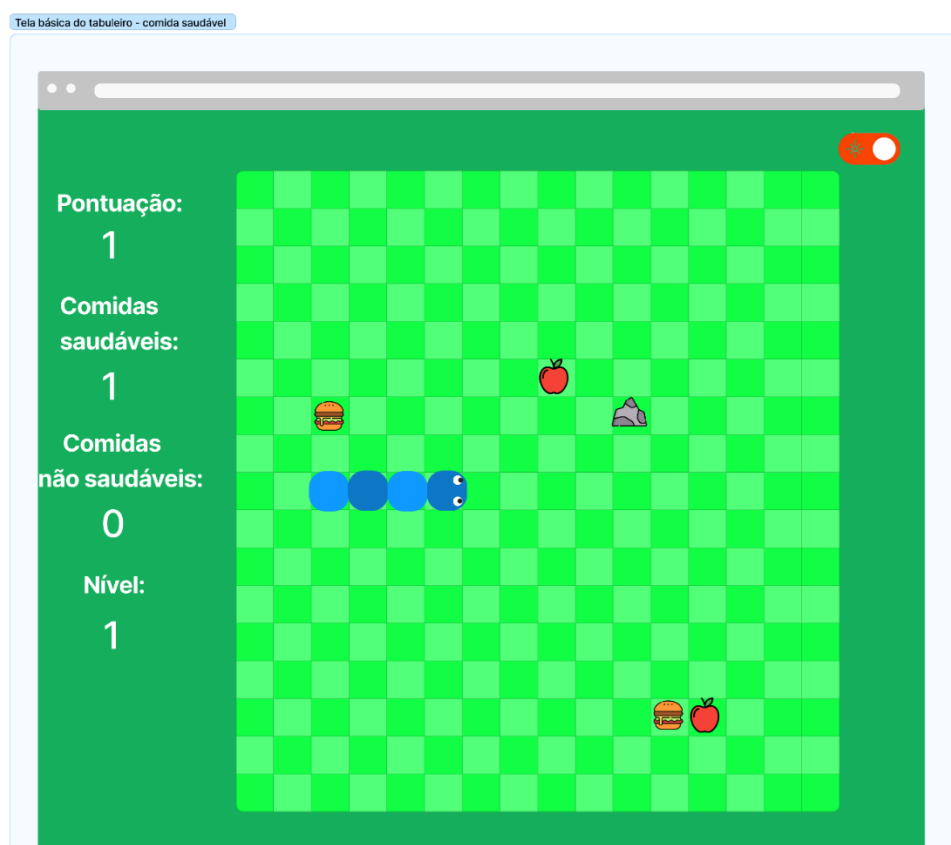 Tela básica do tabuleiro - comida saudável
Pontuação:
1
Comidas
saudáveis:
1
Comidas
não saudáveis:
0
Nível:
1